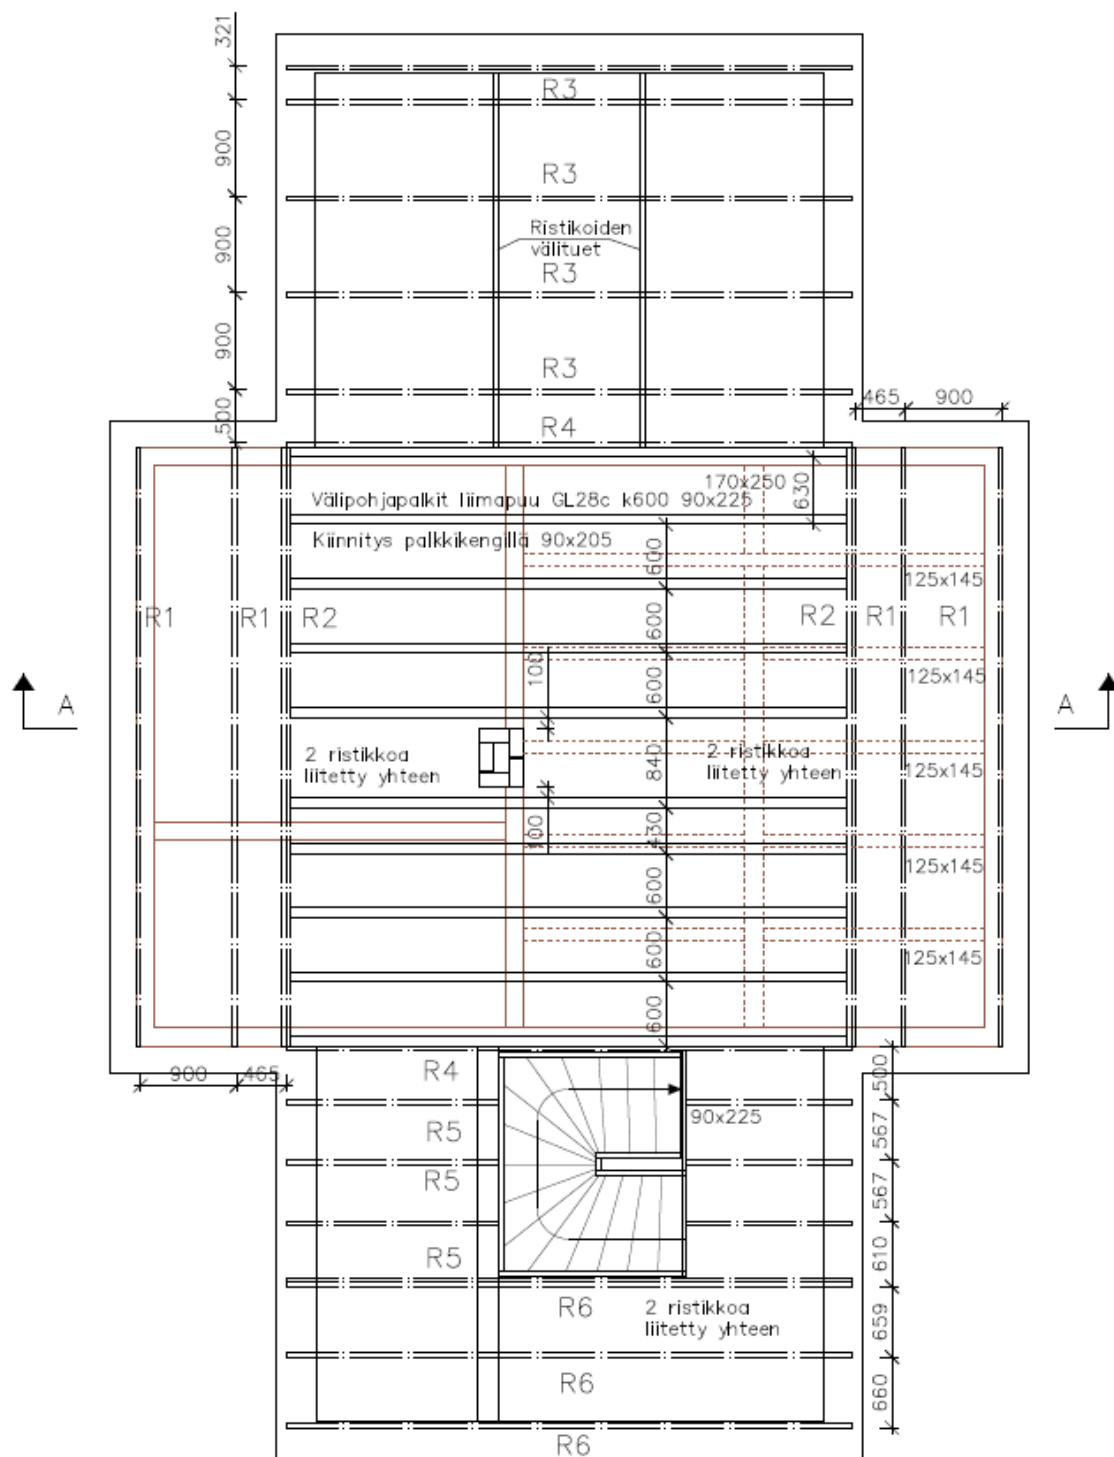 321
R3
900
R3
Ristikoiden
välituet
900
R3
900
R3
500
R4
465
900
170x250
630
Välipohjapalkit liimapuu GL28c k600 90x225
Kiinnitys palkkikengillä 90x205
600
125x145
R1
R1
R2
600
R2
R1
R1
100
600
125x145
A
A
2 ristikkoa
liitetty yhteen
840
2 ristikkoa
liitetty yhteen
125x145
100
430
125x145
600
600
125x145
600
900
465
R4
500
90x225
R5
567
R5
567
R5
610
R6
2 ristikkoa
liitetty yhteen
659
R6
660
R6